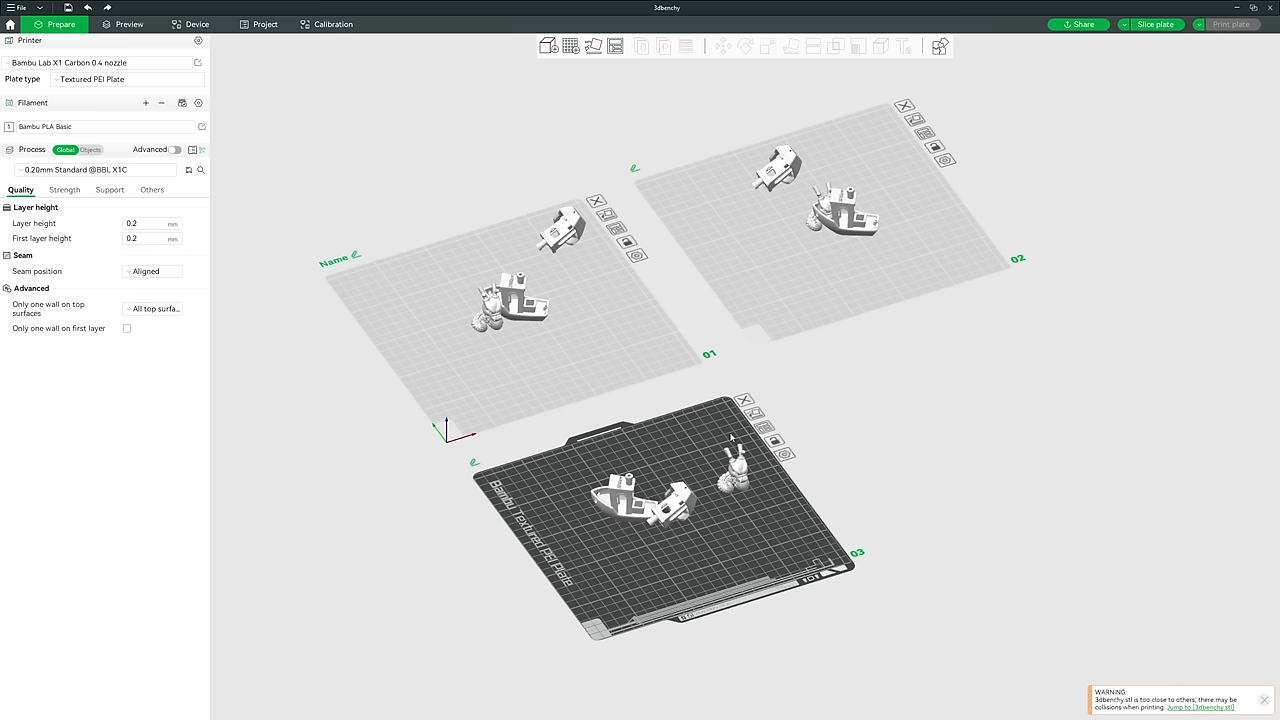 File
3dbenchy
Prepare
Preview
Device
Project
Calibration
Share
Slice plate
Print plate
Printer
Bambu Lab X1 Carbon 0.4 nozzle
Plate type
Textured PEI Plate
Filament
1
Bambu PLA Basic
Process
Global
Objects
Advanced
0.20mm Standard @BBL X1C
Quality
Strength
Support
Others
Layer height
Layer height
0.2
mm
First layer height
0.2
mm
Seam
Seam position
Aligned
Advanced
Only one wall on top
surfaces
All top surfa...
Only one wall on first layer
Name
01
02
03
Bambu Textured PEI Plate
WARNING:
3dbenchy.stl is too close to others, there may be
collisions when printing. Jump to [3dbenchy.stl]